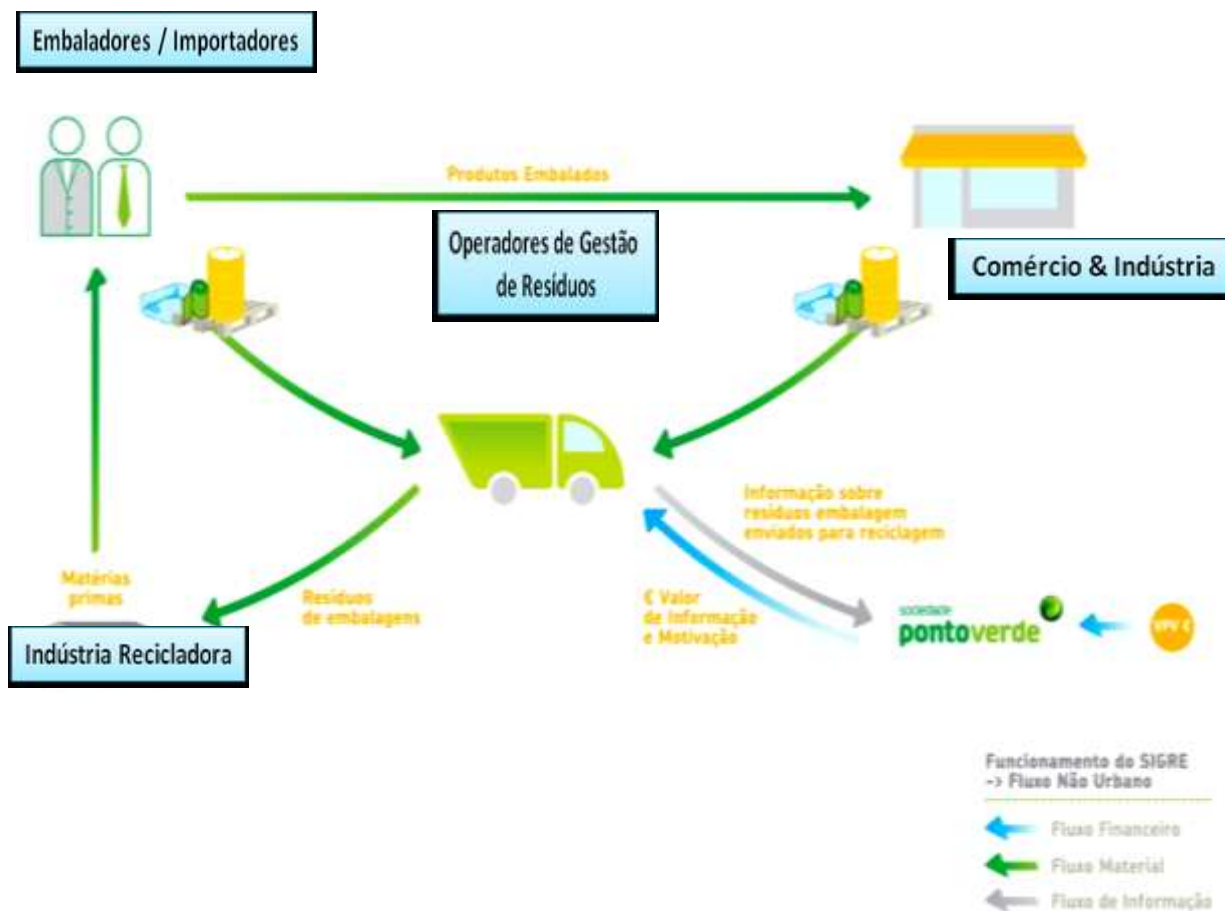 Embaladores / Importadores
Produtos Embalados
Operadores de Gestão
de Resíduos
Comércio & Indústria
Informação sobre
resíduos embalagem
enviados para reciclagem
Matérias
primas
Resíduos
de embalagens
€ Valor
de Informação
e Motivação
sociedade
pontoverde
VPV €
Indústria Recicladora
Funcionamento do SIGRE
-> Fluxo Não Urbano
Fluxo Financeiro
Fluxo Material
Fluxo de Informação